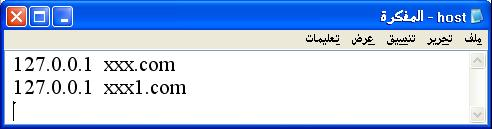 host - المفكرة
ملف تحرير تنسيق عرض تعليمات
127.0.0.1 xxx.com
127.0.0.1 xxx1.com